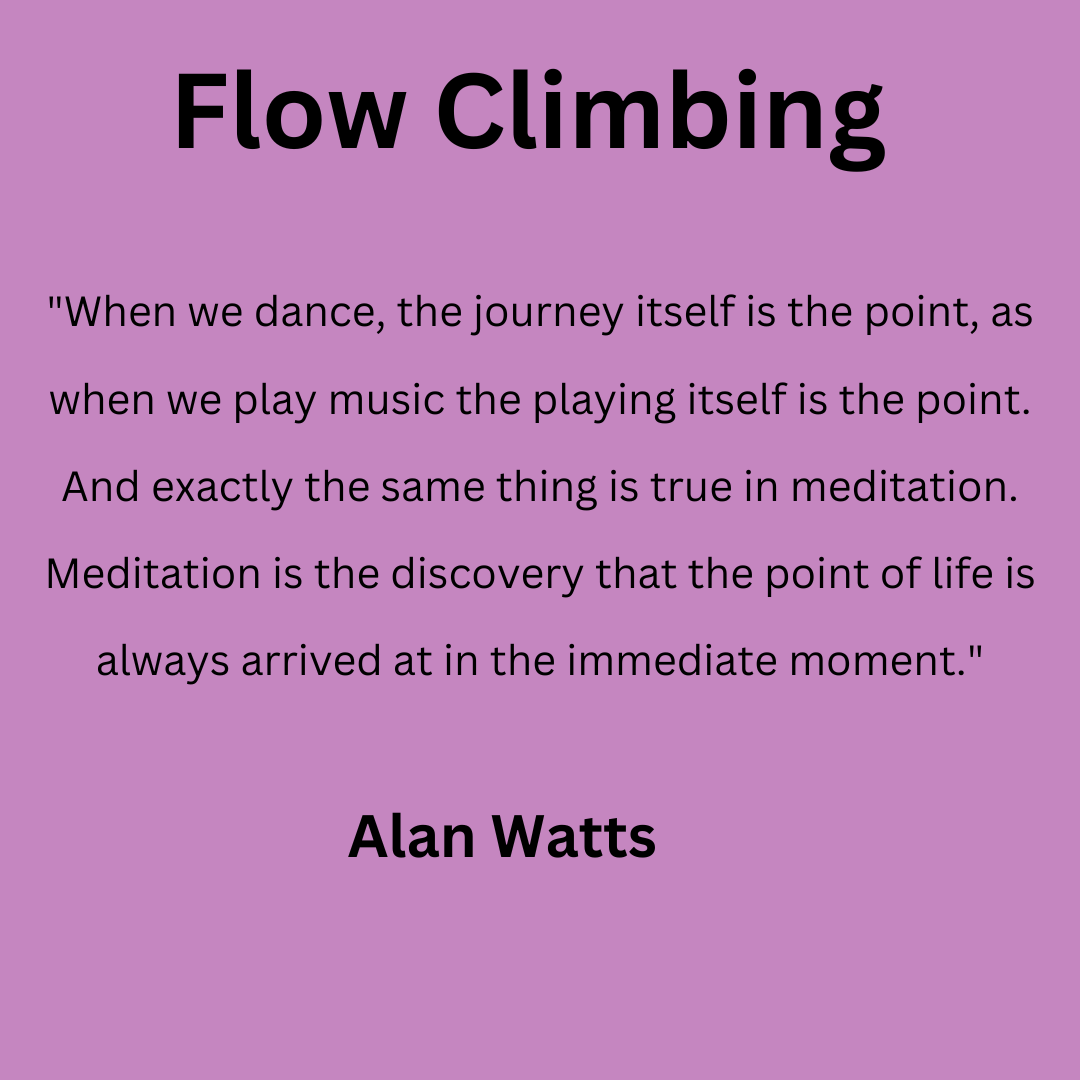 Flow Climbing
"When we dance, the journey itself is the point, as
when we play music the playing itself is the point.
And exactly the same thing is true in meditation.
Meditation is the discovery that the point of life is
always arrived at in the immediate moment."
Alan Watts